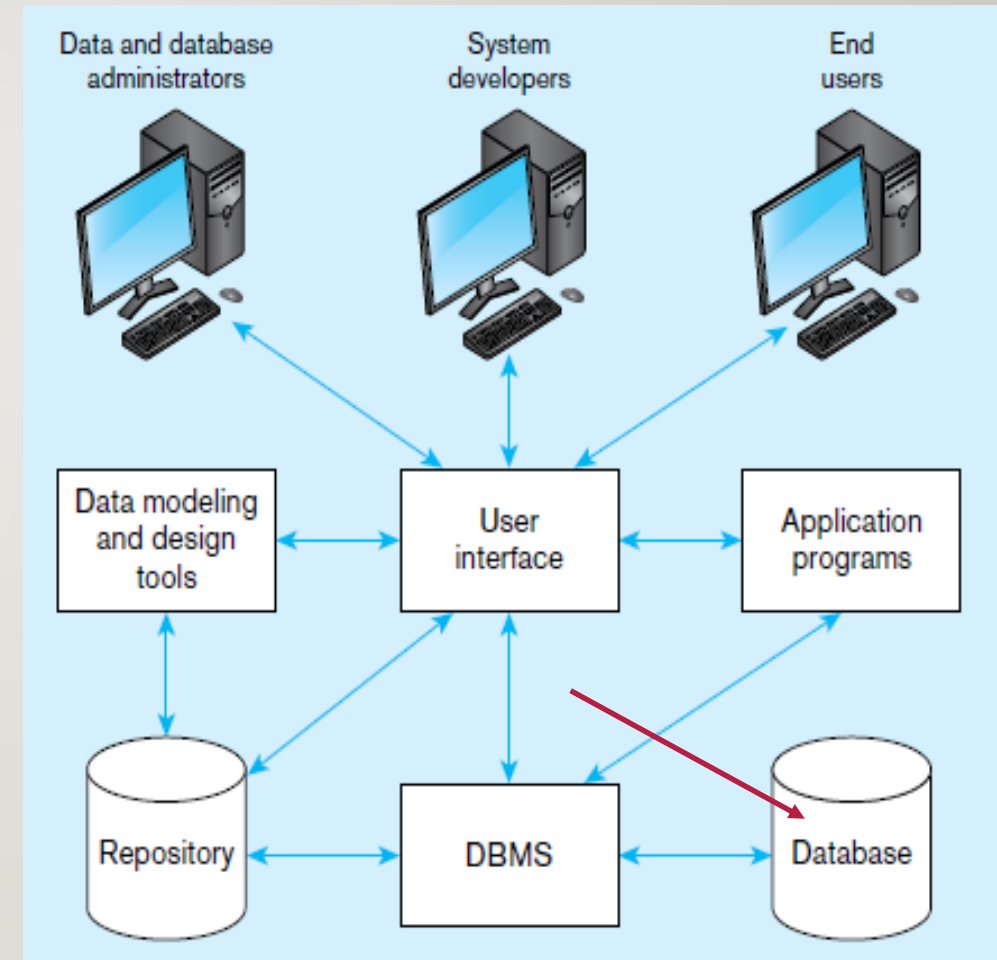 Data and database
administrators
System
developers
End
users
Data modeling
and design
tools
User
interface
Application
programs
Repository
DBMS
Database